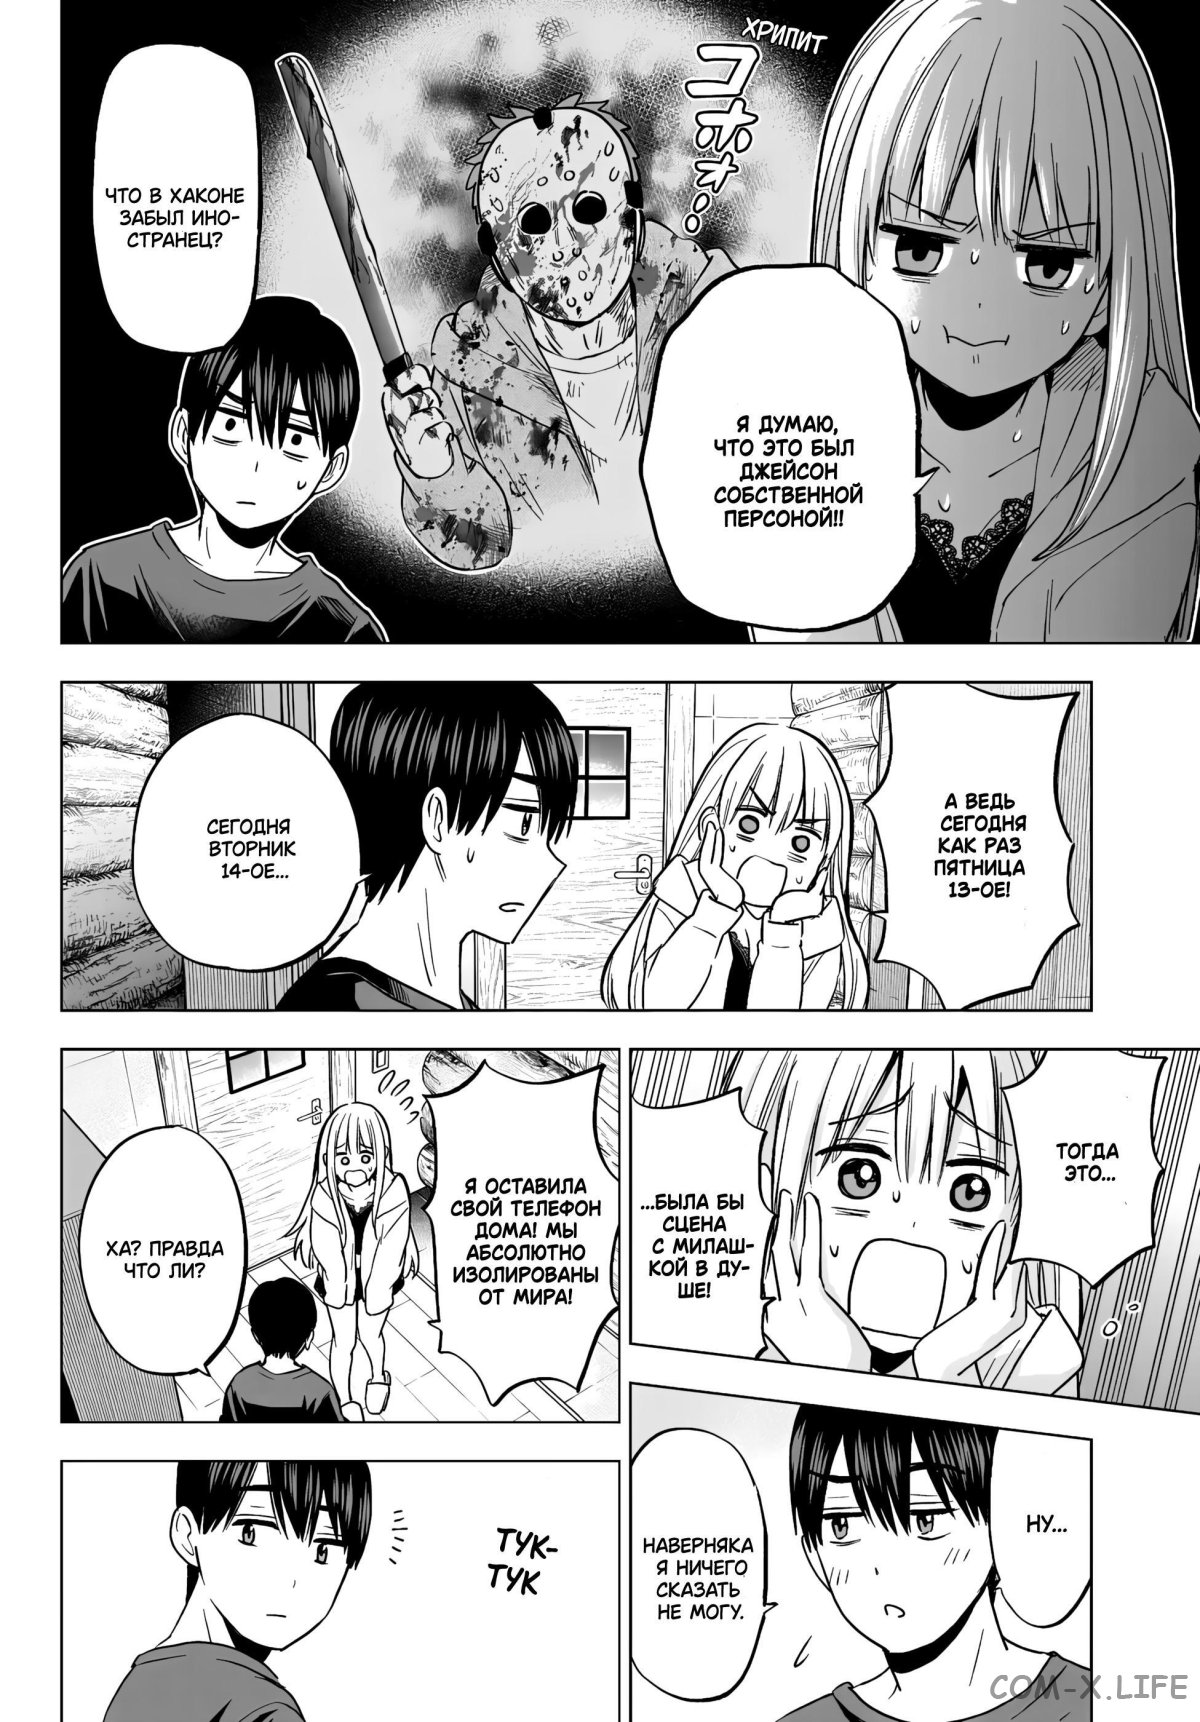 ХРИПИТ
コホォ…
Я ДУМАЮ,
ЧТО ЭТО БЫЛ
ДЖЕЙСОН
СОБСТВЕННОЙ
ПЕРСОНОЙ!!
ЧТО В ХАКОНЕ
ЗАБЫЛ ИНО-
СТРАНЕЦ?
А ВЕДЬ
СЕГОДНЯ
КАК РАЗ
ПЯТНИЦА
13-ОЕ!
СЕГОДНЯ
ВТОРНИК
14-ОЕ...
ТОГДА
ЭТО...
...БЫЛА БЫ
СЦЕНА
С МИЛАШ-
КОЙ В ДУ-
ШЕ!
Я ОСТАВИЛА
СВОЙ ТЕЛЕФОН
ДОМА! МЫ
АБСОЛЮТНО
ИЗОЛИРОВАНЫ
ОТ МИРА!
ХА? ПРАВДА
ЧТО ЛИ?
НУ...
НАВЕРНЯКА
Я НИЧЕГО
СКАЗАТЬ
НЕ МОГУ.
ТУК-
ТУК
COM-X.LIFE